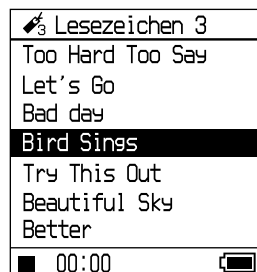 3 Lesezeichen 3
Too Hard Too Say
Let's Go
Bad day
Bird Sings
Try This Out
Beautiful Sky
Better
00:00